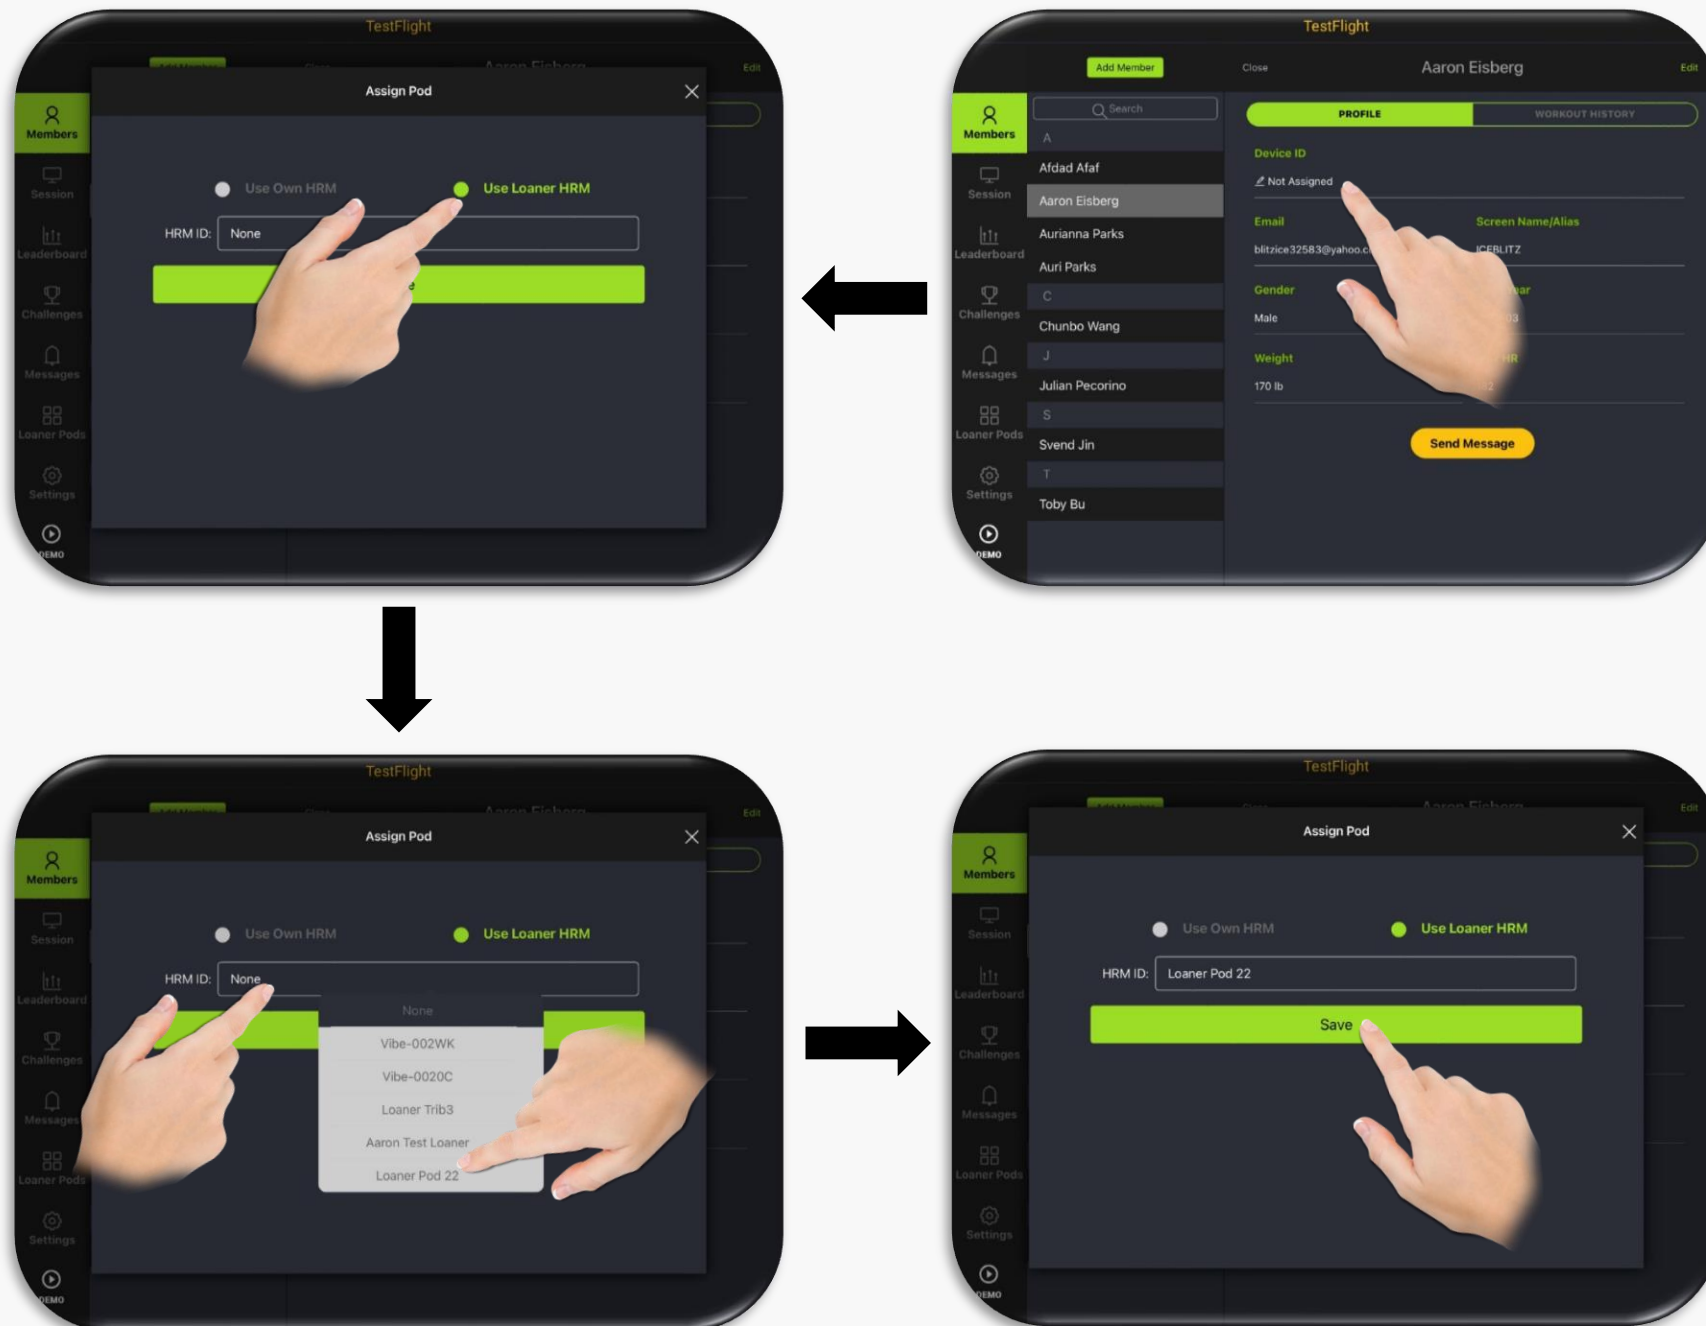 TestFlight
Close
Aaron Eisberg
Edit
Assign Pod
Members
Session
Leaderboard
Challenges
Messages
Loaner Pods
Settings
DEMO
Use Own HRM
Use Loaner HRM
HRM ID:
None
TestFlight
Add Member
Close
Aaron Eisberg
Edit
Members
Session
Leaderboard
Challenges
Messages
Loaner Pods
Settings
DEMO
Search
A
Afdad Afaf
Aaron Eisberg
Aurianna Parks
Auri Parks
C
Chunbo Wang
J
Julian Pecorino
S
Svend Jin
T
Toby Bu
PROFILE
WORKOUT HISTORY
Device ID
Not Assigned
Email
Screen Name/Alias
ICEBLITZ
Gender
Male
Weight
170 lb
Send Message
TestFlight
Edit
Assign Pod
Members
Session
Leaderboard
Challenges
Messages
Loaner Pods
Settings
DEMO
Use Own HRM
Use Loaner HRM
HRM ID:
None
None
Vibe-002WK
Vibe-0020C
Loaner Trib3
Aaron Test Loaner
Loaner Pod 22
TestFlight
Edit
Assign Pod
Members
Session
Leaderboard
Challenges
Messages
Loaner Pods
Settings
DEMO
Use Own HRM
Use Loaner HRM
HRM ID:
Loaner Pod 22
Save